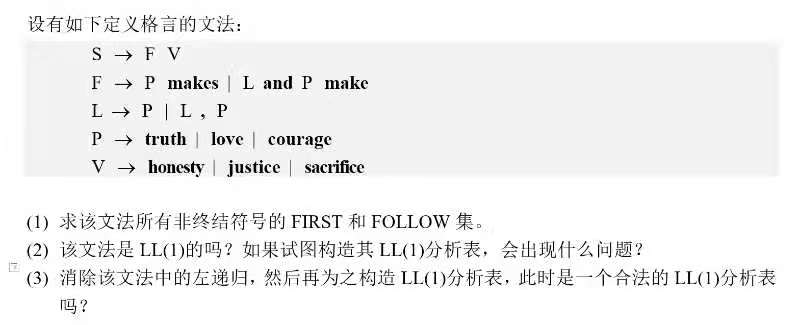 设有如下定义格言的文法：
S → F V
F → P makes | L and P make
L → P | L , P
P → truth | love | courage
V → honesty | justice | sacrifice
(1) 求该文法所有非终结符号的 FIRST 和 FOLLOW 集。
(2) 该文法是 LL(1)的吗？如果试图构造其 LL(1)分析表，会出现什么问题？
(3) 消除该文法中的左递归，然后再为之构造 LL(1)分析表，此时是一个合法的 LL(1)分析表
吗？